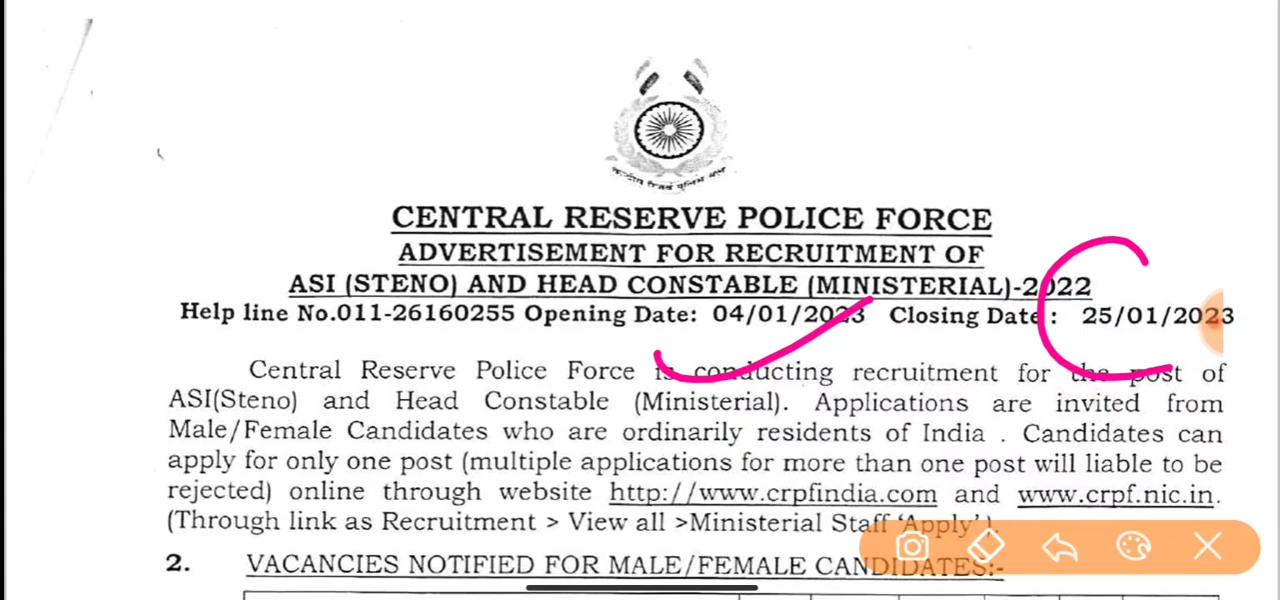 CENTRAL RESERVE POLICE FORCE
ADVERTISEMENT FOR RECRUITMENT OF
ASI (STENO) AND HEAD CONSTABLE (MINISTERIAL)-2022
Help line No.011-26160255 Opening Date: 04/01/2023 Closing Date : 25/01/2023
Central Reserve Police Force is conducting recruitment for the post of
ASI(Steno) and Head Constable (Ministerial). Applications are invited from
Male/Female Candidates who are ordinarily residents of India . Candidates can
apply for only one post (multiple applications for more than one post will liable to be
rejected) online through website http://www.crpfindia.com and www.crpf.nic.in.
(Through link as Recruitment > View all >Ministerial Staff 'Apply' ).
2. VACANCIES NOTIFIED FOR MALE/FEMALE CANDIDATES:-